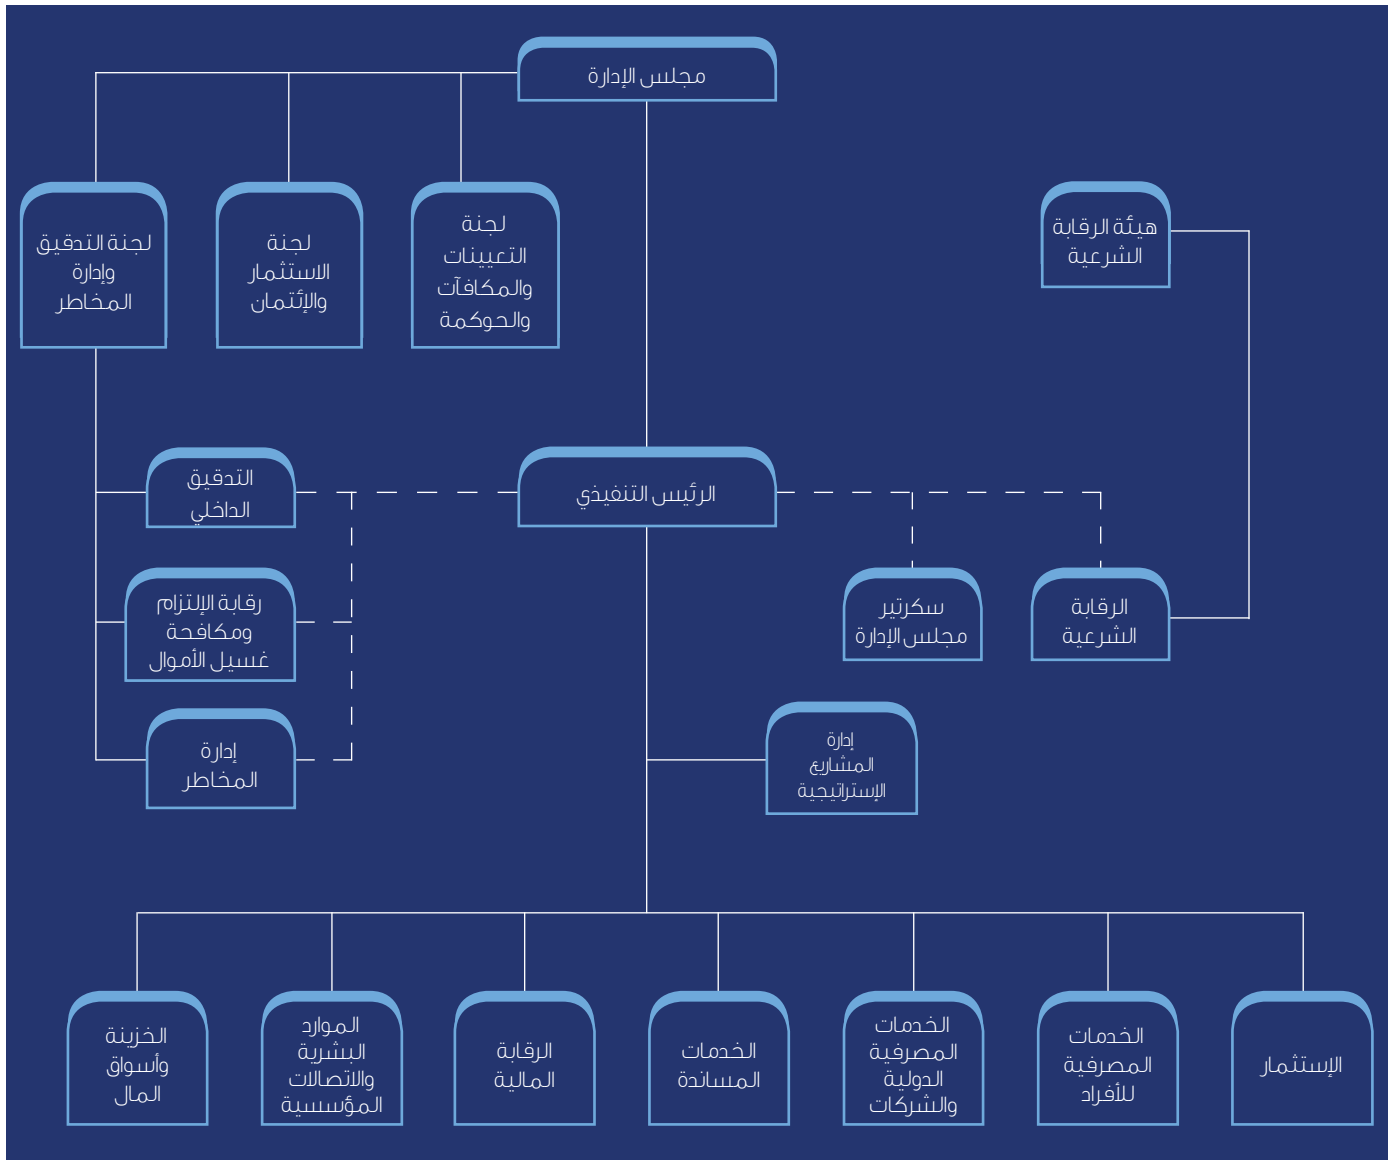 مجلس الإدارة
هيئة الرقابة
الشرعية
لجنة
التعيينات
والمكافآت
والحوكمة
لجنة
الاستثمار
والإئتمان
لجنة التدقيق
وإدارة
المخاطر
الرئيس التنفيذي
التدقيق
الداخلي
الرقابة
الشرعية
سكرتير
مجلس الإدارة
رقابة الإلتزام
ومكافحة
غسيل الأموال
إدارة
المشاريع
الإستراتيجية
إدارة
المخاطر
الإستثمار
الخدمات
المصرفية
للأفراد
الخدمات
المصرفية
الدولية
والشركات
الخدمات
المساندة
الرقابة
المالية
الموارد
البشرية
والاتصالات
المؤسسية
الخزينة
وأسواق
المال